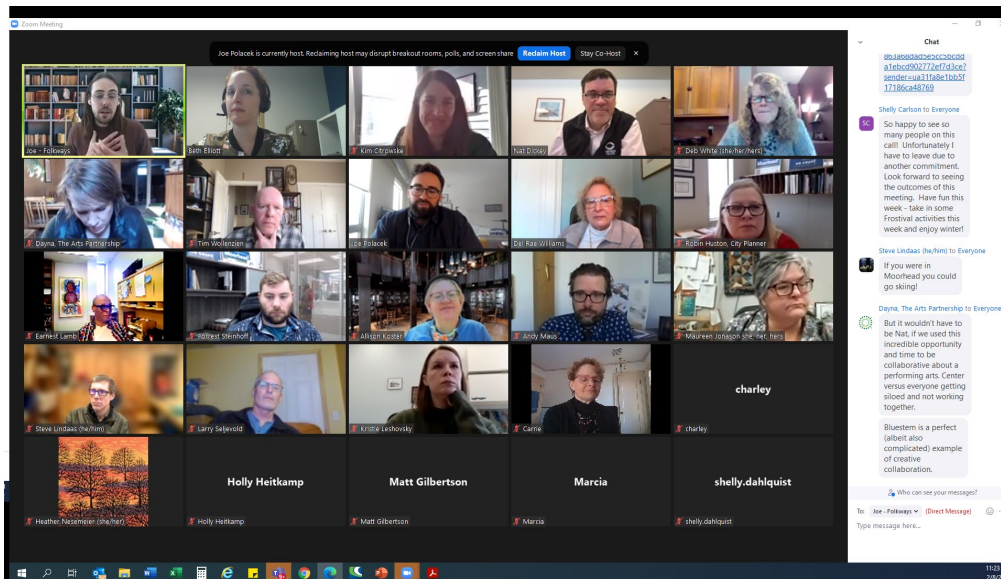 Zoom Meeting
Joe Polacek is currently host. Reclaiming host may disrupt breakout rooms, polls, and screen share Reclaim Host Stay Co-Host ×
Joe - Folkways
Beth Elliott
Kim Citrowske
Nat Dickey
Deb White (she/her/hers)
Dayna, The Arts Partnership
Tim Wollenzien
Joe Polacek
Del Rae Williams
Robin Huston, City Planner
Earnest Lamb
Forrest Steinhoff
Allison Koster
Andy Maus
Maureen Jonason she, her, hers
Steve Lindaas (he/him)
Larry Seljevold
Kristie Leshovsky
Carrie
charley
charley
Heather Nesemeier (she/her)
Holly Heitkamp
Holly Heitkamp
Matt Gilbertson
Matt Gilbertson
Marcia
Marcia
shelly.dahlquist
shelly.dahlquist
Chat
a1ebcd902772ef7d3ce?
sender=ua31fa8e1bb5f
17186ca48769
Shelly Carlson to Everyone
SC
So happy to see so
many people on this
call! Unfortunately I
have to leave due to
another commitment.
Look forward to seeing
the outcomes of this
meeting. Have fun this
week - take in some
Frostival activities this
week and enjoy winter!
Steve Lindaas (he/him) to Everyone
If you were in
Moorhead you could
go skiing!
Dayna, The Arts Partnership to Everyone
But it wouldn't have to
be Nat, if we used this
incredible opportunity
and time to be
collaborative about a
performing arts. Center
versus everyone getting
siloed and not working
together.
Bluestem is a perfect
(albeit also
complicated) example
of creative
collaboration.
Who can see your messages?
To: Joe - Folkways (Direct Message)
Type message here...
11:23